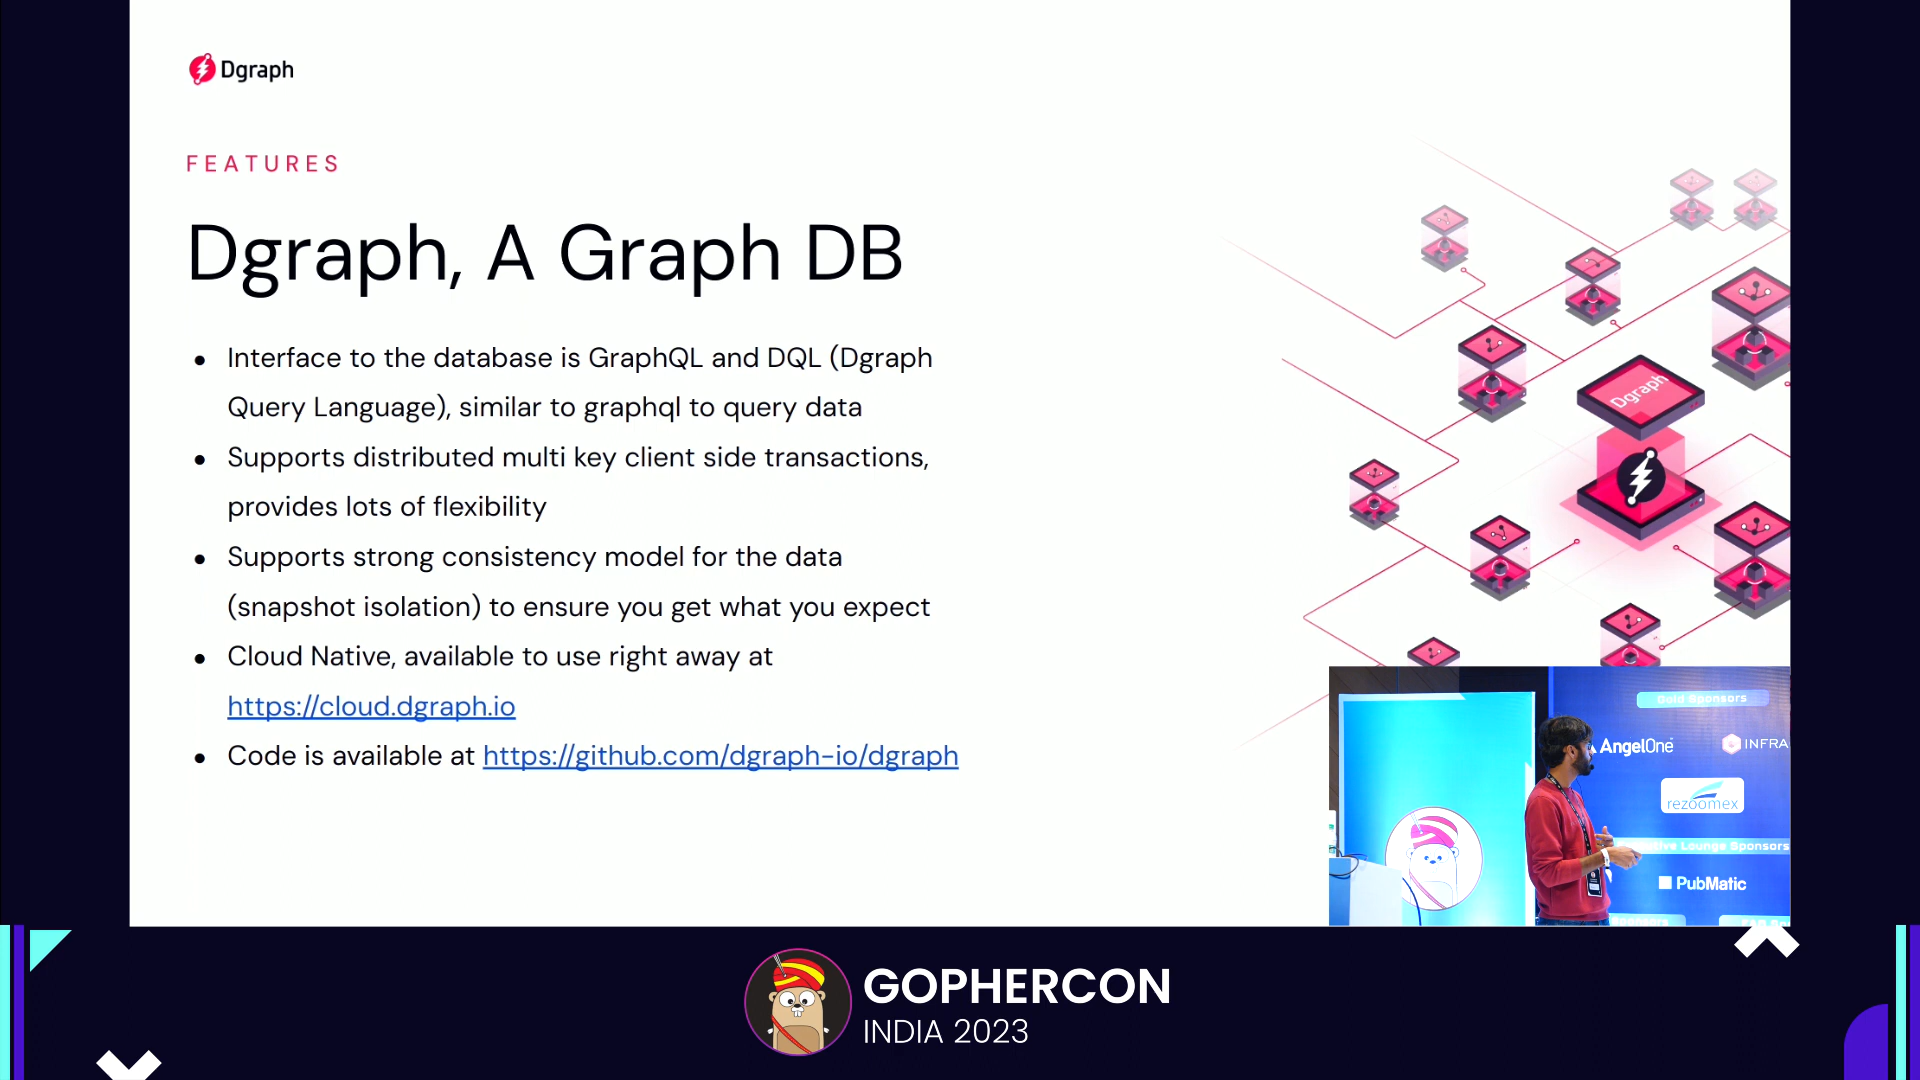 Dgraph
FEATURES
Dgraph, A Graph DB
• Interface to the database is GraphQL and DQL (Dgraph
Query Language), similar to graphql to query data
• Supports distributed multi key client side transactions,
provides lots of flexibility
• Supports strong consistency model for the data
(snapshot isolation) to ensure you get what you expect
• Cloud Native, available to use right away at
https://cloud.dgraph.io
• Code is available at https://github.com/dgraph-io/dgraph
Dgraph
Gold Sponsors
AngelOne
INFRA
rezoomex
Lounge Sponsors
PubMatic
GOPHERCON
INDIA 2023